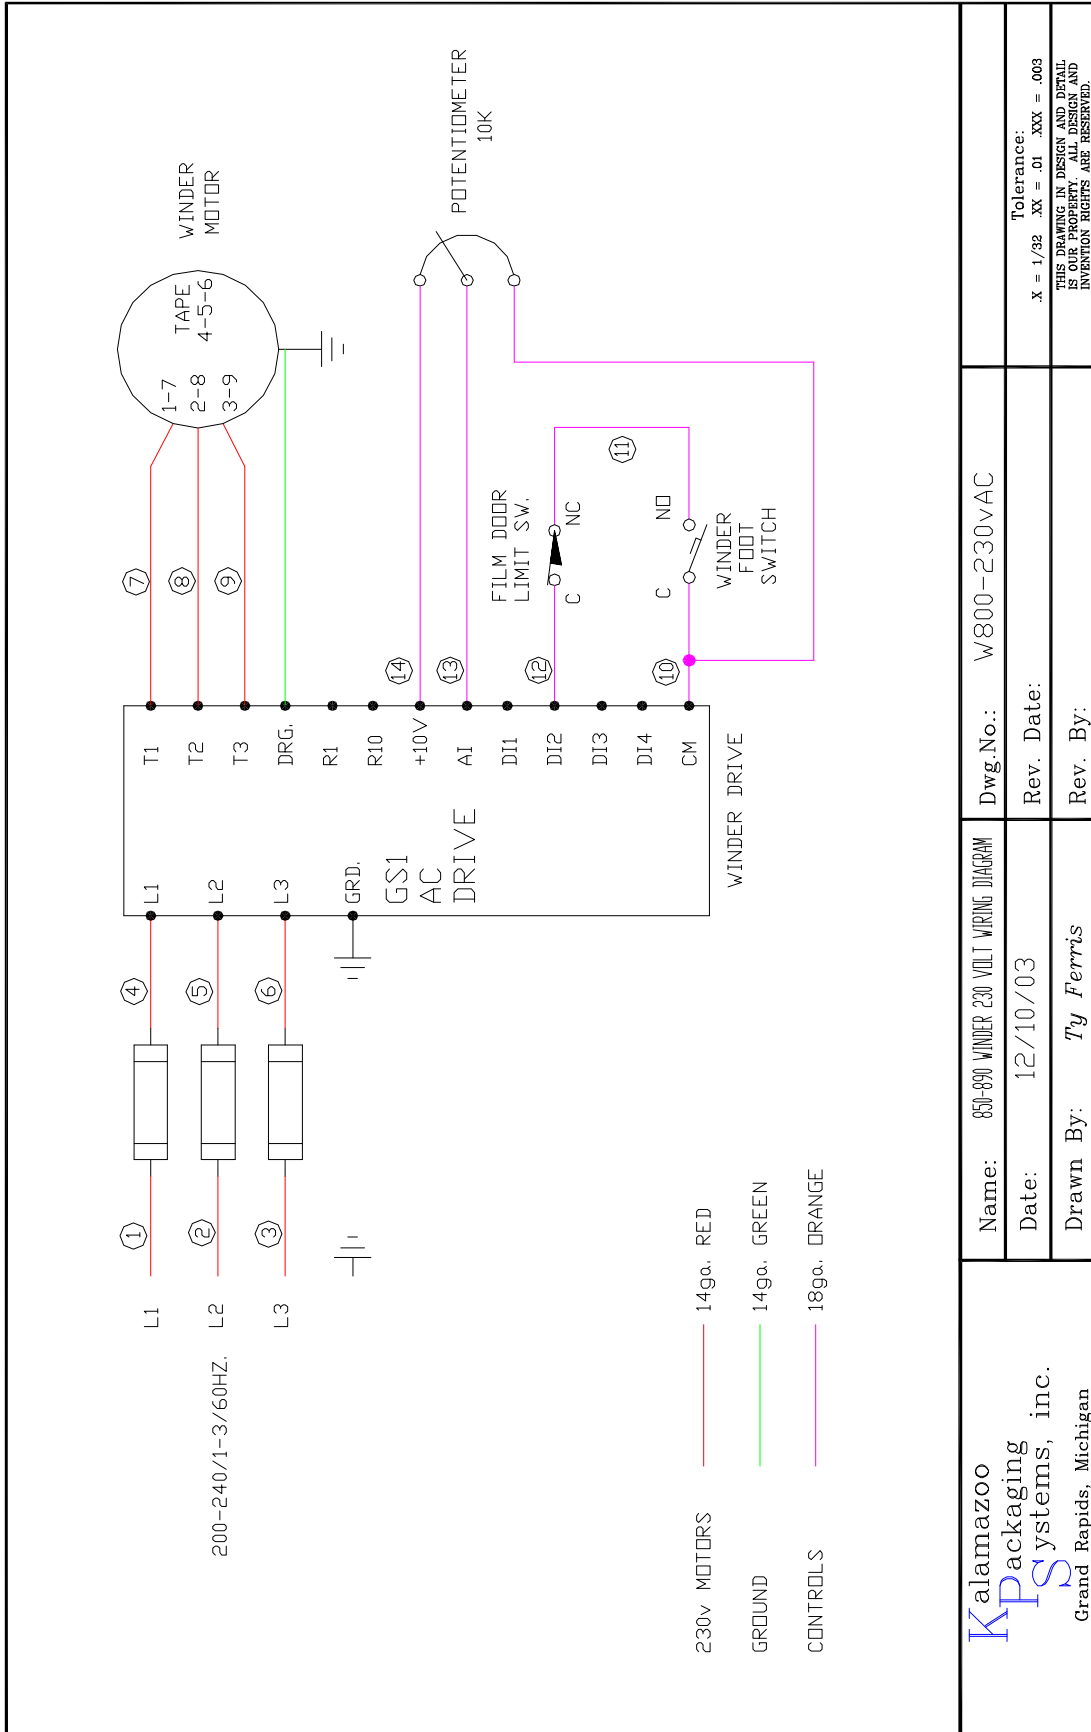 WINDER
MOTOR
TAPE
4-5-6
1-7
2-8
3-9
POTENTIOMETER
10K
7
8
9
14
13
12
10
11
FILM DOOR
LIMIT SW.
C
NC
C
NO
WINDER
FOOT
SWITCH
T1
T2
T3
DRG.
R1
R10
+10V
AI
DI1
DI2
DI3
DI4
CM
L1
L2
L3
GRD.
GS1
AC
DRIVE
WINDER DRIVE
4
5
6
1
2
3
L1
L2
L3
200-240/1-3/60HZ.
230v MOTORS 14ga. RED
GROUND 14ga. GREEN
CONTROLS 18ga. ORANGE
Kalamazoo
Packaging
Systems, inc.
Grand Rapids, Michigan
Name: 850-890 WINDER 230 VOLT WIRING DIAGRAM
Date: 12/10/03
Drawn By: Ty Ferris
Dwg.No.: W800-230vAC
Rev. Date:
Rev. By:
Tolerance:
.X = 1/32 .XX = .01 .XXX = .003
THIS DRAWING IN DESIGN AND DETAIL
IS OUR PROPERTY. ALL DESIGN AND
INVENTION RIGHTS ARE RESERVED.